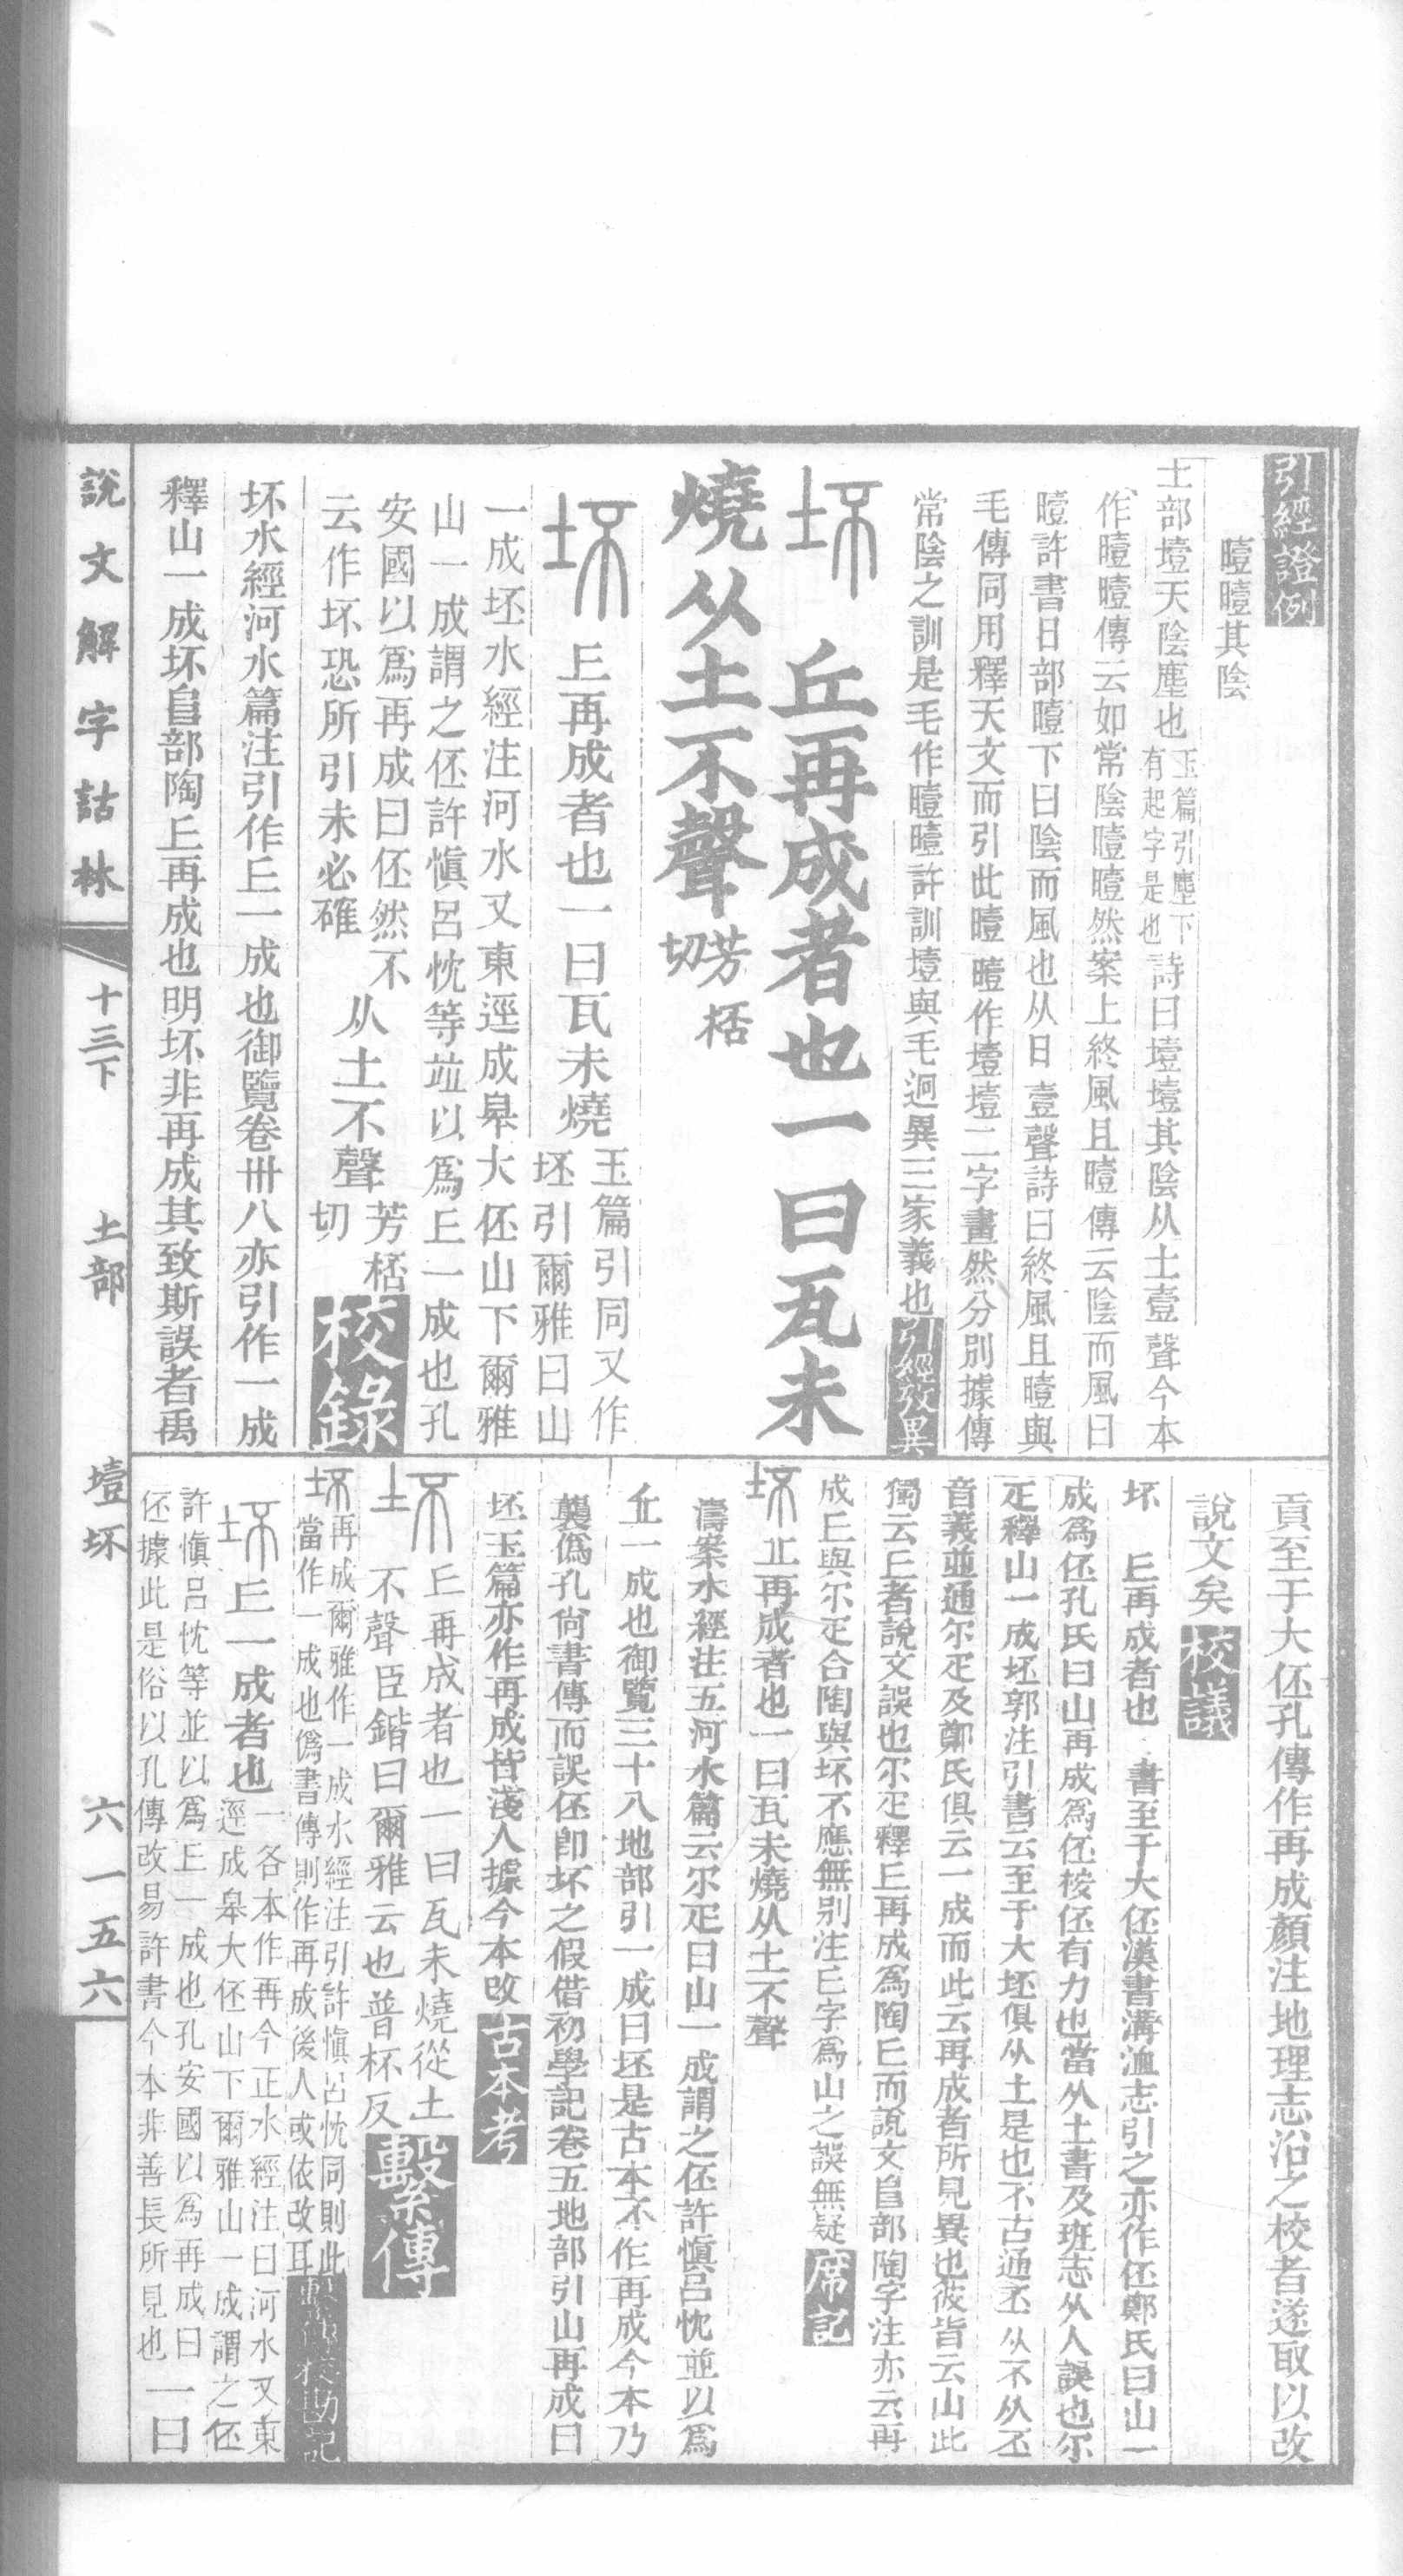 引經證例
曀曀其陰
土部壇天陰塵也玉篇引塵下有起字是也詩曰壇壇其陰从土壹聲今本
作曀曀傳云如常陰曀曀然案上終風且曀傳云陰而風曰
曀許書日部曀下曰陰而風也从日壹聲詩曰終風且曀與
毛傳同用釋天文而引此曀曀作壇壇二字畫然分別據傳
常陰之訓是毛作曀曀許訓壇與毛迥異三家義也引經攷異
坏 丘再成者也一曰瓦未
燒从土不聲芳桮切
坏 丘再成者也一曰瓦未燒玉篇引同又作坯引爾雅曰山
一成坯水經注河水又東逕成皋大伾山下爾雅
山一成謂之伾許愼呂忱等竝以爲丘一成也孔
安國以爲再成曰伾然不
云作坏恐所引未必確
从土不聲芳桮切校錄
坏水經河水篇注引作丘一成也御覽卷卅八亦引作一成
釋山一成坏𨸏部陶丘再成也明坏非再成其致斯誤者禹
貢至于大伾孔傳作再成顏注地理志沿之校者遂取以改
說文矣校議
坏 丘再成者也 書至于大伾漢書溝洫志引之亦作伾鄭氏曰山一
成爲伾孔氏曰山再成爲伾桉伾有力也當从土書及班志从人誤也尔
疋釋山一成坯郭注引書云至于大坯俱从土是也不古通丕从不从丕
音義並通尔疋及鄭氏俱云一成而此云再成者所見異也彼皆云山此
獨云丘者說文誤也尔疋釋丘再成爲陶丘而說文𨸏部陶字注亦云再
成丘與尔疋合陶與坏不應無別注丘字爲山之誤無疑席記
坏 丠再成者也一曰瓦未燒从土不聲
濤案水經注五河水篇云尔疋曰山一成謂之伾許愼呂忱並以爲
丠一成也御覽三十八地部引一成曰坯是古本不作再成今本乃
襲僞孔尙書傳而誤伾卽坏之假借初學記卷五地部引山再成曰
坯玉篇亦作再成皆淺人據今本改古本考
坏 丘再成者也一曰瓦未燒從土
不聲臣鍇曰爾雅云也普杯反繫傳
坏再成爾雅作一成水經注引許愼呂忱同則此
當作一成也僞書傳則作再成後人或依改耳繫傳校勘記
坏 丘一成者也一各本作再今正水經注曰河水又東
逕成皋大伾山下爾雅山一成謂之伾
許愼呂忱等並以爲丘一成也孔安國以爲再成曰
伾據此是俗以孔傳改易許書今本非善長所見也一曰
說文解字詁林 十三下 土部 壇坏 六一五六